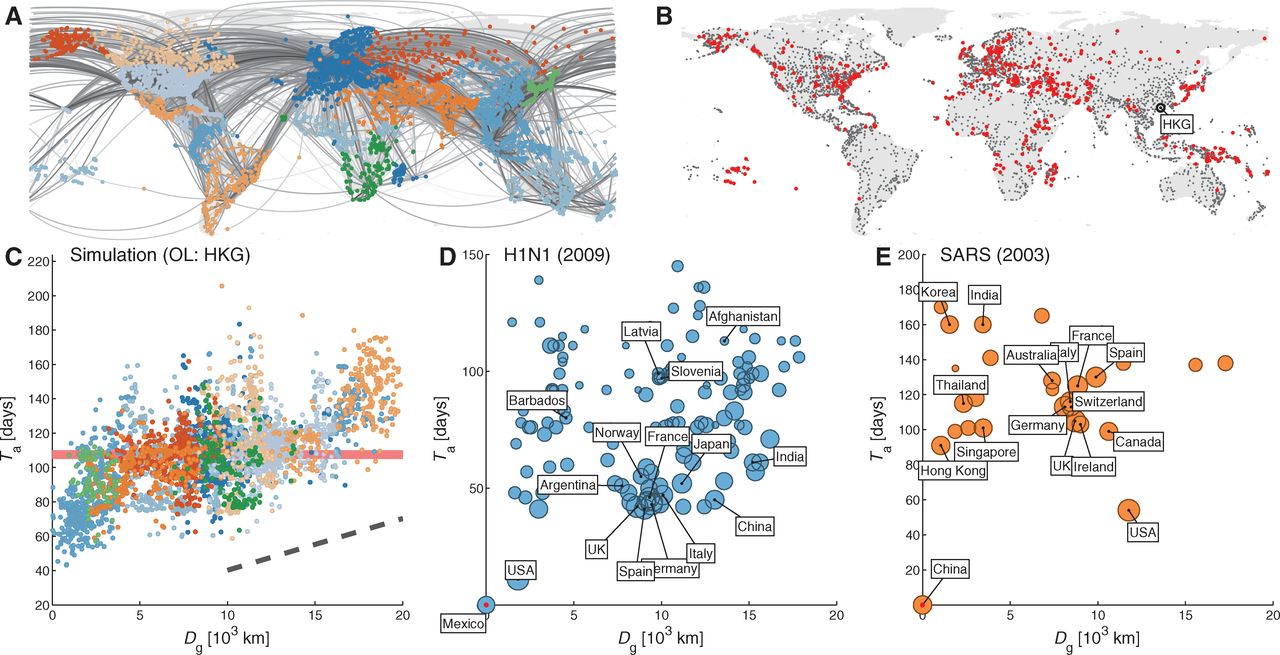 A
B
HKG
C
Simulation (OL: HKG)
220
200
180
160
140
120
100
80
60
40
20
Ta [days]
0
5
10
15
20
Dg [10³ km]
D
H1N1 (2009)
150
100
50
Ta [days]
Latvia
Afghanistan
Slovenia
Barbados
Norway
France
Japan
India
Argentina
China
UK
Italy
Spain
ermany
USA
Mexico
0
5
10
15
20
Dg [10³ km]
E
SARS (2003)
200
180
160
140
120
100
80
60
40
20
Ta [days]
Korea
India
France
Australia
aly
Spain
Thailand
Switzerland
Germany
Canada
Singapore
Hong Kong
UK
Ireland
USA
China
0
5
10
15
20
Dg [10³ km]